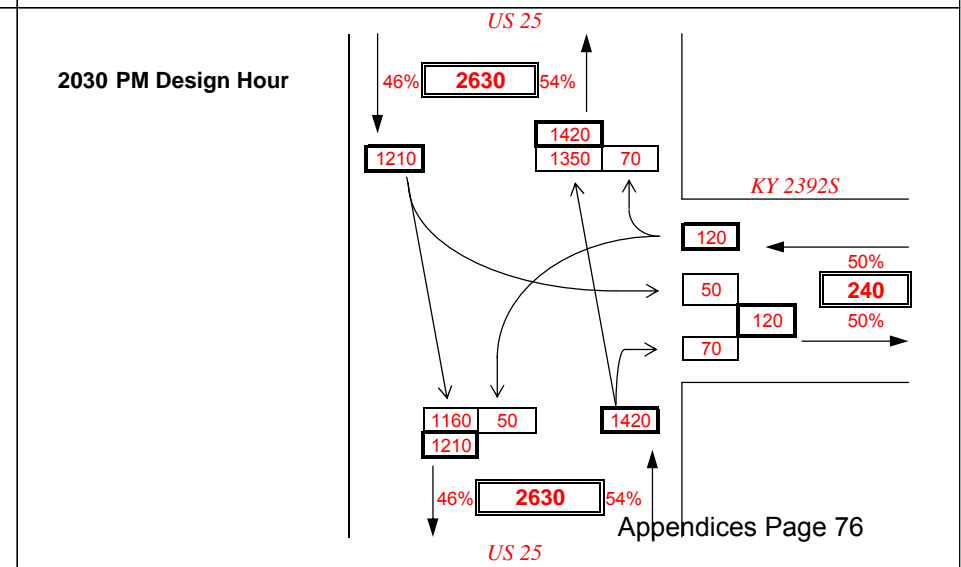 US 25
2030 PM Design Hour
46% 2630 54%
1420
1210 1350 70
KY 2392S
120
50%
50 240
120 50%
70
1160 50 1420
1210
46% 2630 54%
Appendices Page 76
US 25